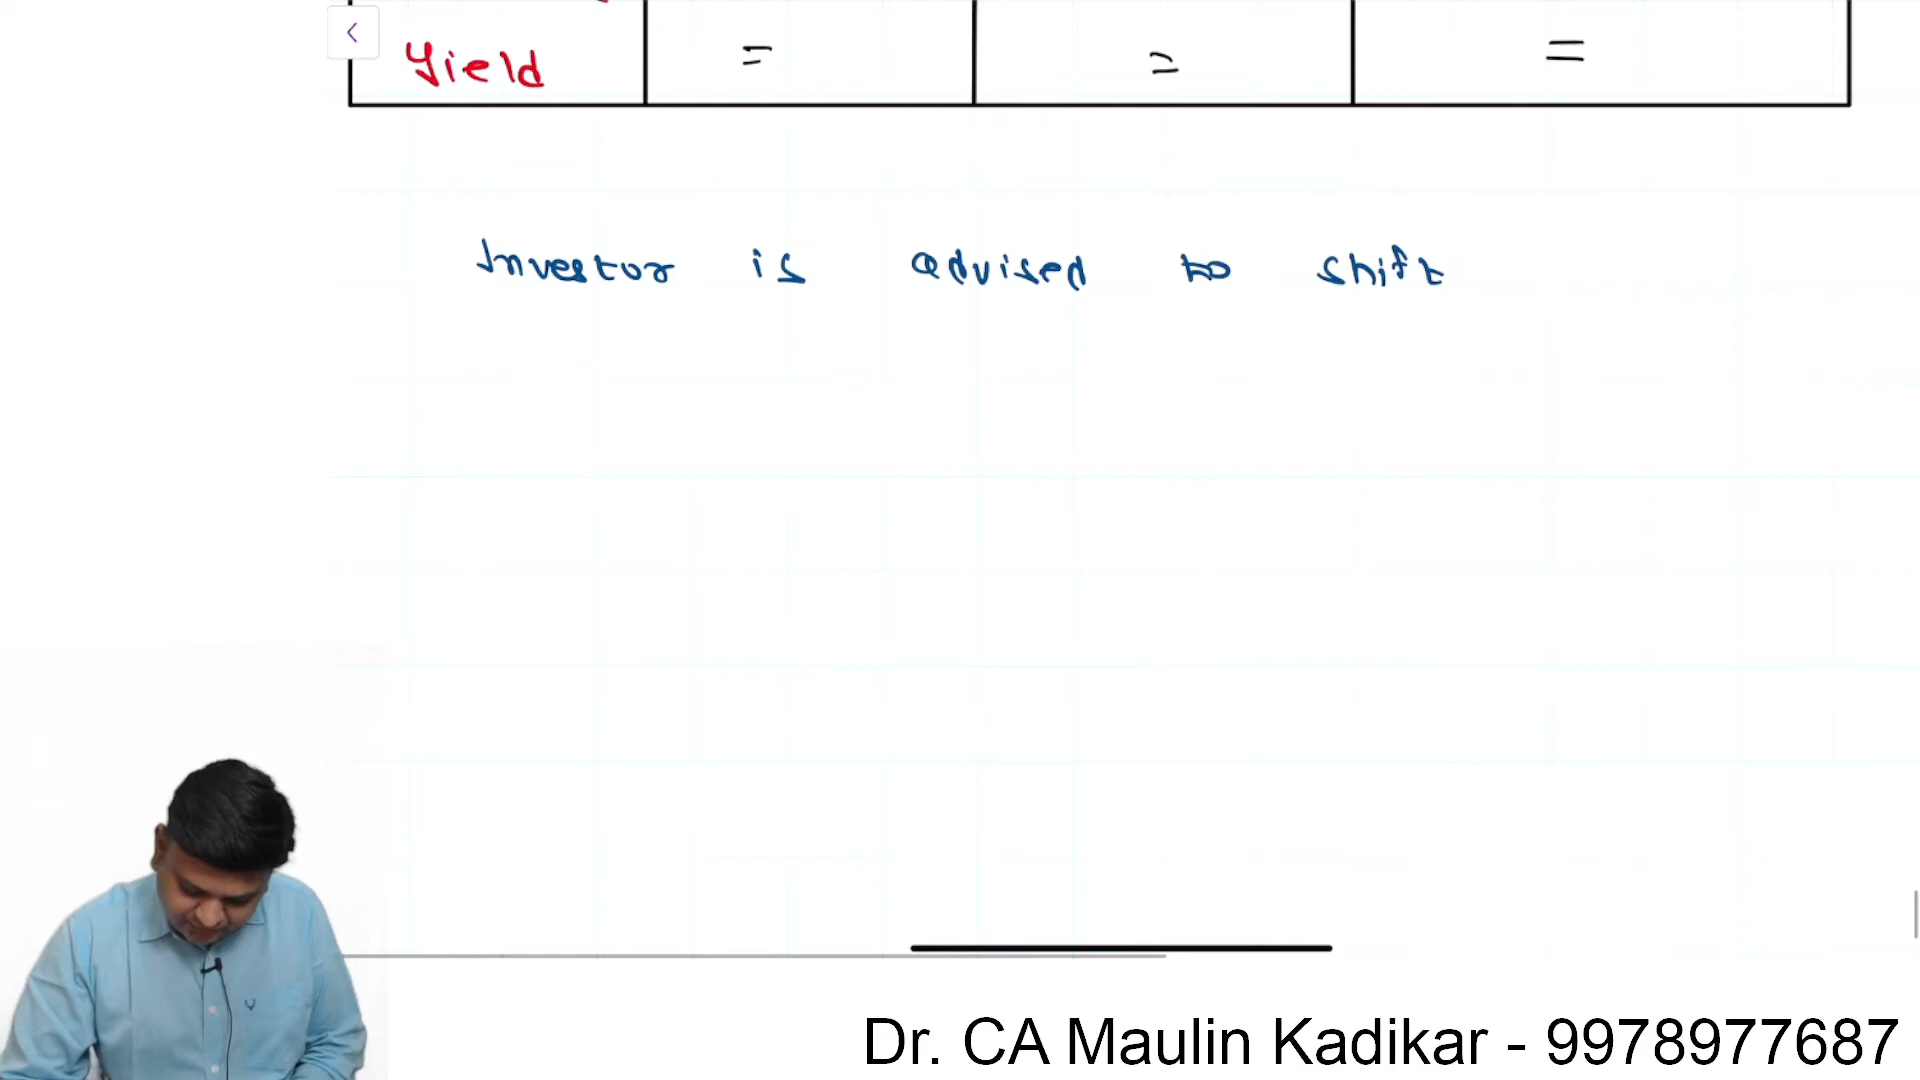 Yield = = =
Investor is advised to shift
Dr. CA Maulin Kadikar - 9978977687